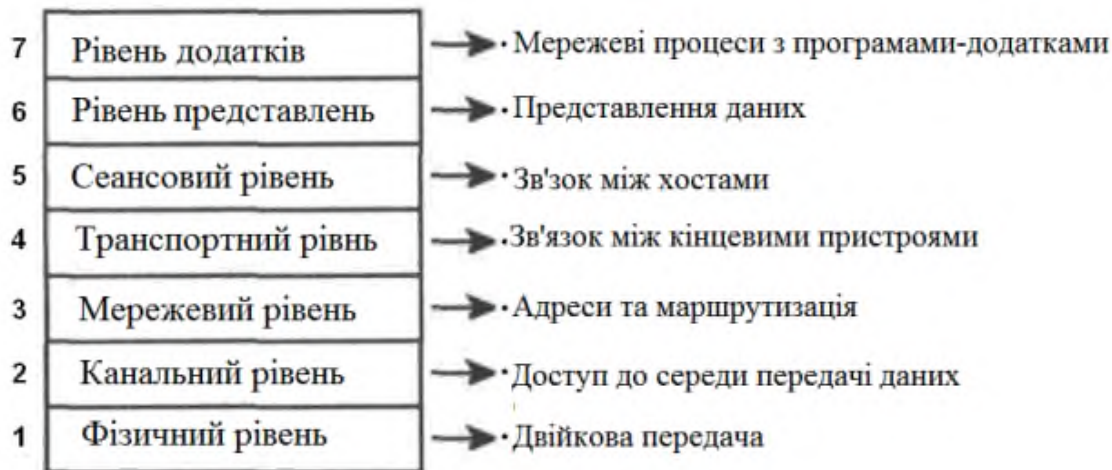 7 Рівень додатків · Мережеві процеси з програмами-додатками
6 Рівень представлень · Представлення даних
5 Сеансовий рівень · Зв'зок між хостами
4 Транспортний рівнь · Зв'язок між кінцевими пристроями
3 Мережевий рівень · Адреси та маршрутизація
2 Канальний рівень · Доступ до середи передачі даних
1 Фізичний рівень · Двійкова передача